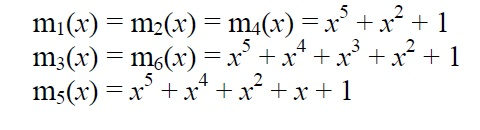 m₁(x) = m₂(x) = m₄(x) = x⁵ + x² + 1
m₃(x) = m₆(x) = x⁵ + x⁴ + x³ + x² + 1
m₅(x) = x⁵ + x⁴ + x² + x + 1